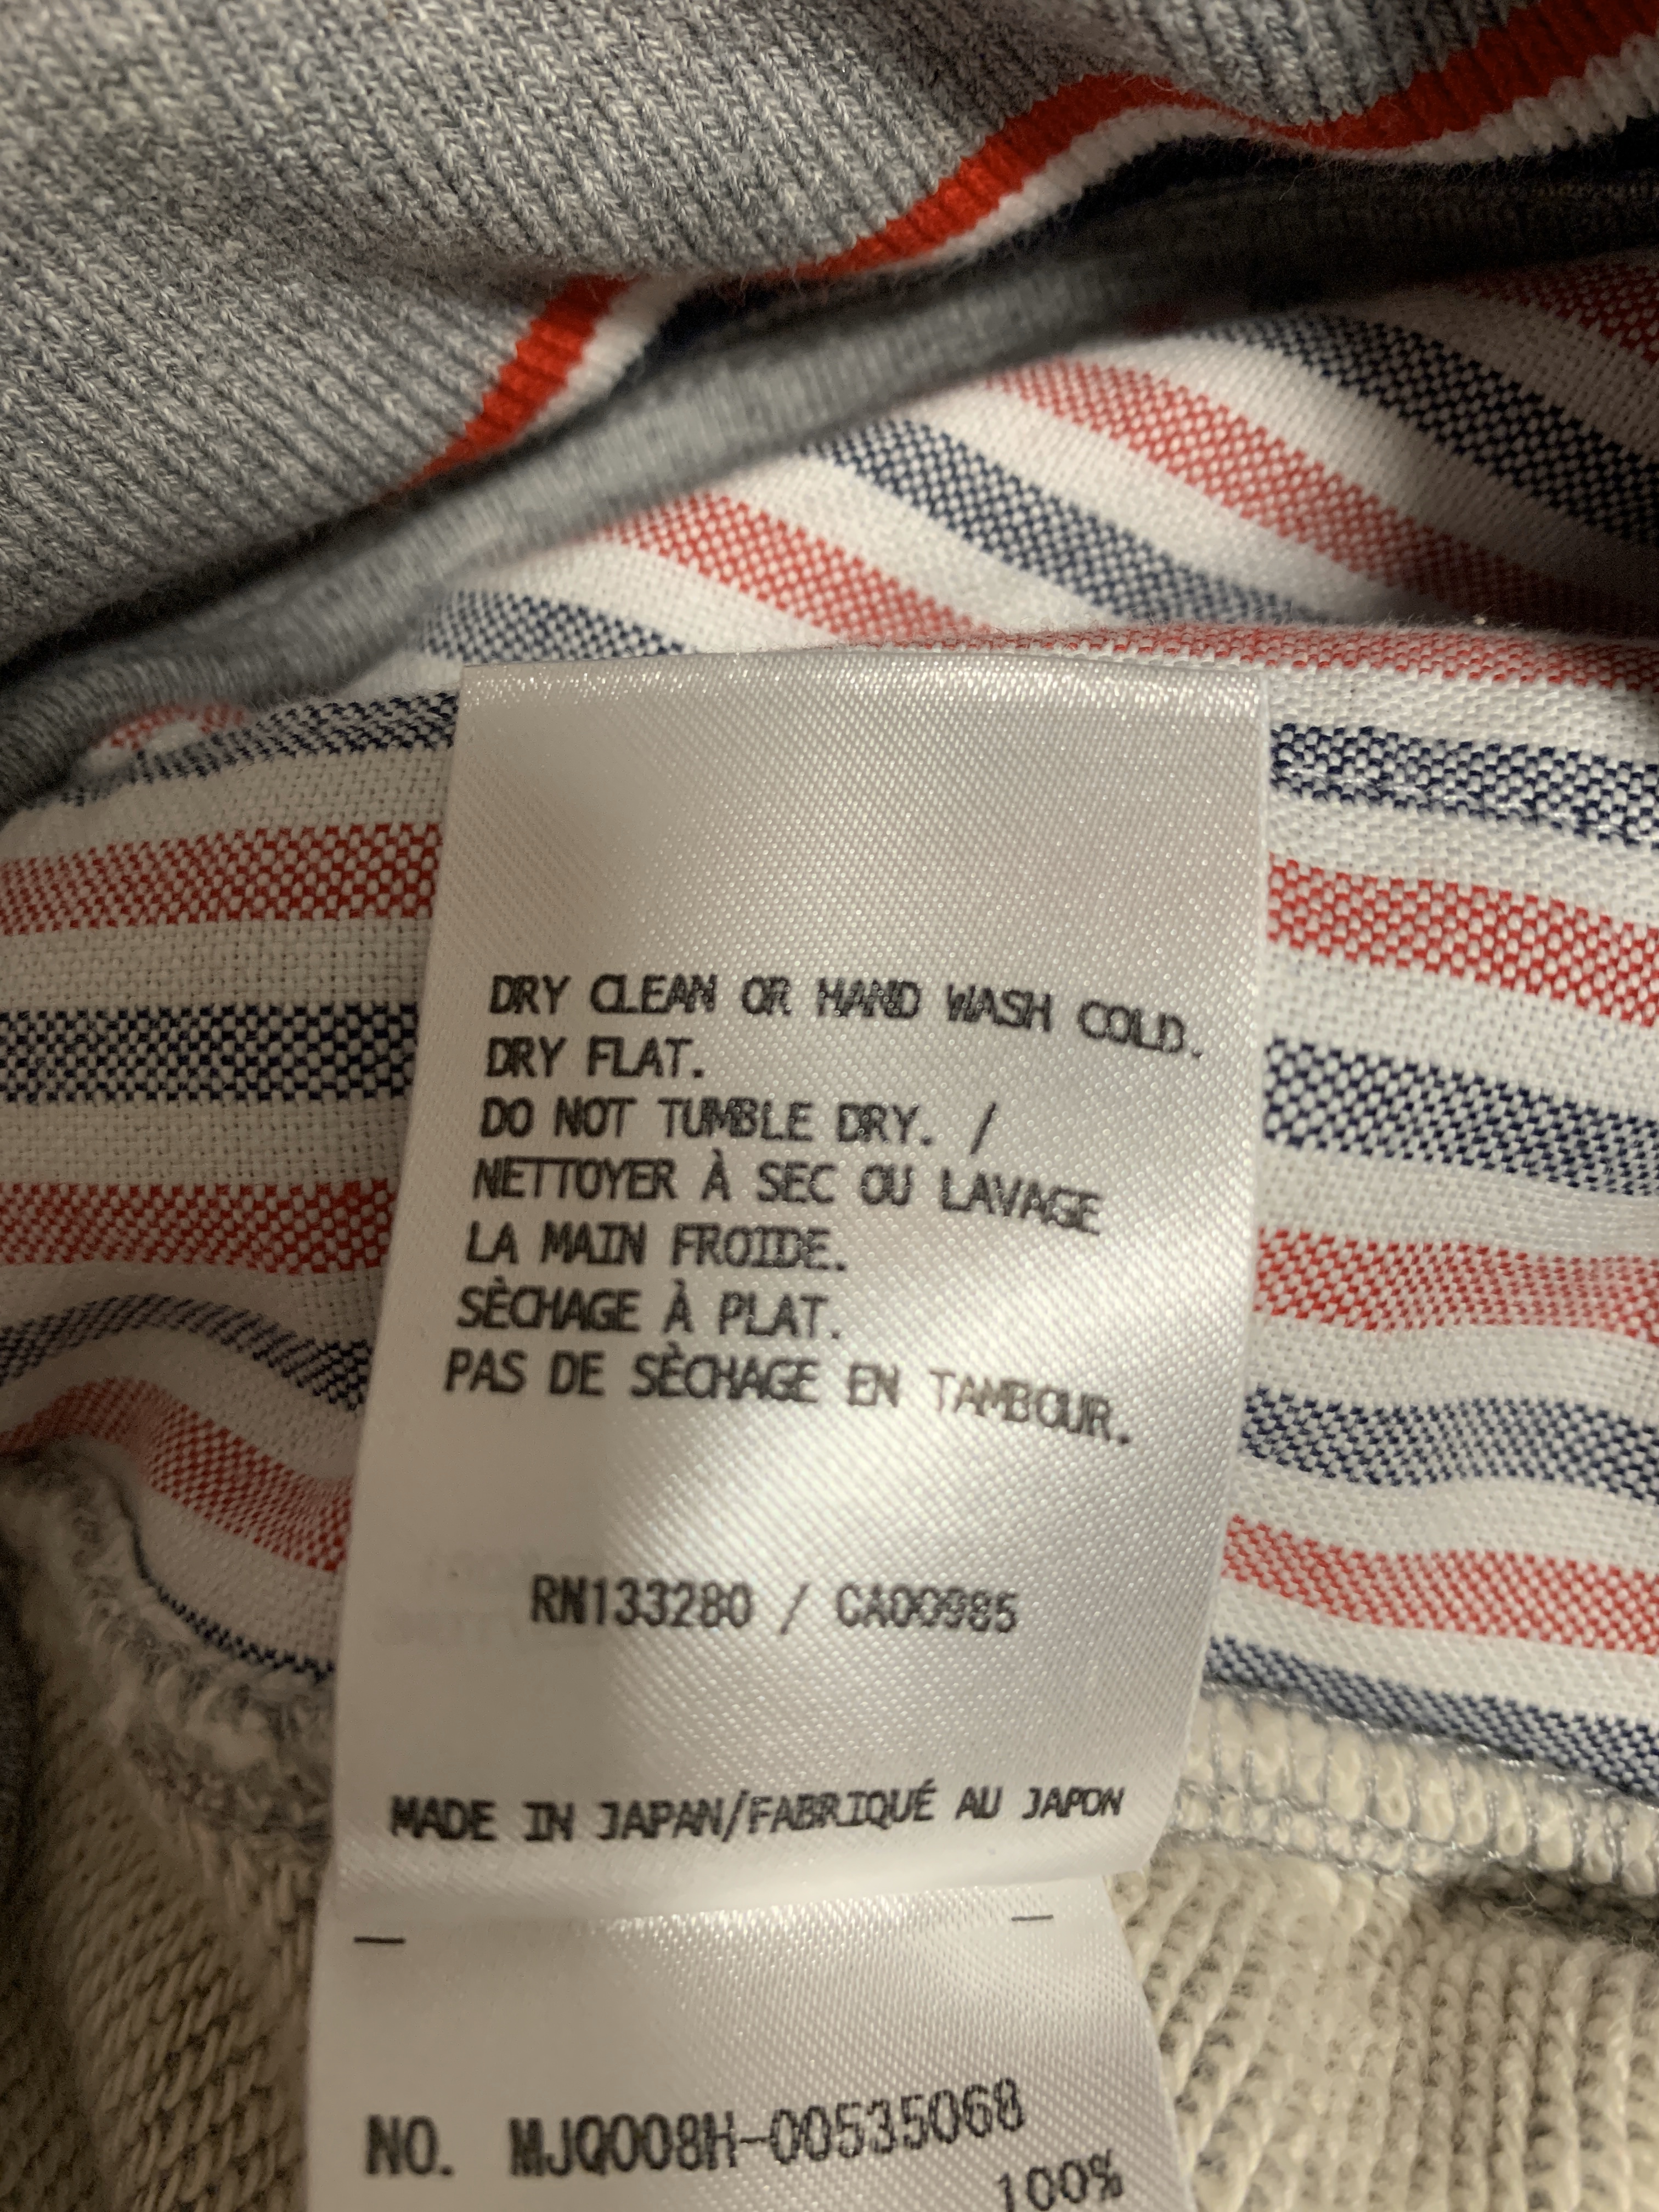 DRY CLEAN OR HAND WASH COLD.
DRY FLAT.
DO NOT TUMBLE DRY. /
NETTOYER À SEC OU LAVAGE
LA MAIN FROIDE.
SÈCHAGE À PLAT.
PAS DE SÈCHAGE EN TAMBOUR.
RN133280 / CA00985
MADE IN JAPAN/FABRIQUÉ AU JAPON
NO. MJQ008H-00535068
100%